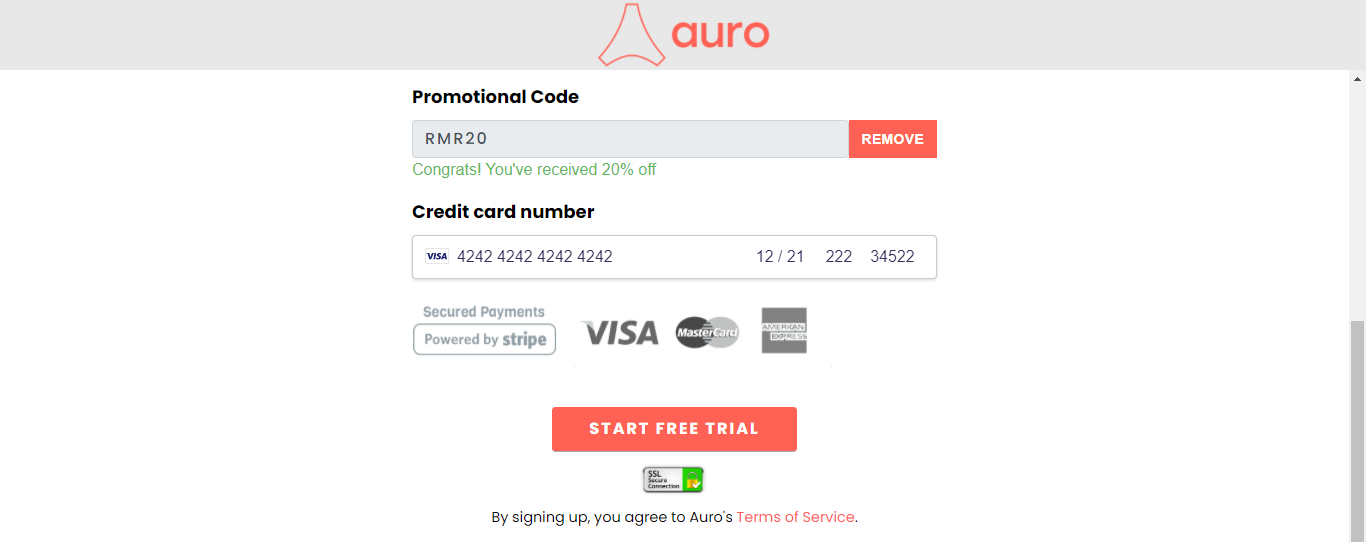 auro
Promotional Code
RMR20 REMOVE
Congrats! You've received 20% off
Credit card number
VISA 4242 4242 4242 4242 12 / 21 222 34522
Secured Payments
Powered by stripe VISA MasterCard AMERICAN EXPRESS
START FREE TRIAL
SSL
Secure
Connection
By signing up, you agree to Auro's Terms of Service.